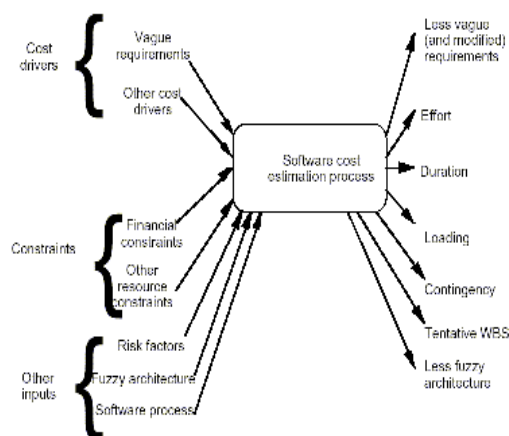 Cost
drivers
Vague
requirements
Other cost
drivers
Constraints
Financial
constraints
Other
resource
constraints
Other
inputs
Risk factors
Fuzzy architecture
Software process
Software cost
estimation process
Less vague
(and modified)
requirements
Effort
Duration
Loading
Contingency
Tentative WBS
Less fuzzy
architecture